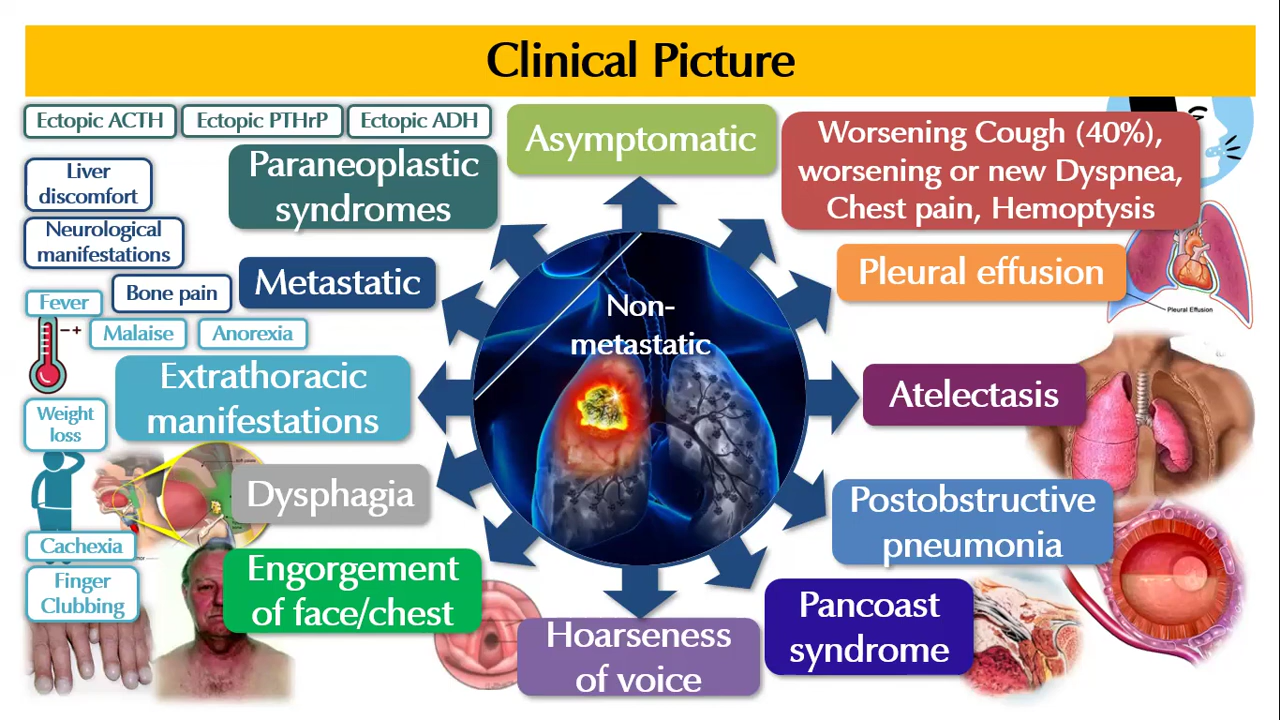 Clinical Picture
Ectopic ACTH
Ectopic PTHrP
Ectopic ADH
Paraneoplastic
syndromes
Asymptomatic
Worsening Cough (40%),
worsening or new Dyspnea,
Chest pain, Hemoptysis
Liver
discomfort
Neurological
manifestations
Bone pain
Metastatic
Non-
metastatic
Pleural effusion
Pleural Effusion
Fever
Malaise
Anorexia
Extrathoracic
manifestations
Weight
loss
Atelectasis
Dysphagia
Postobstructive
pneumonia
Cachexia
Finger
Clubbing
Engorgement
of face/chest
Hoarseness
of voice
Pancoast
syndrome